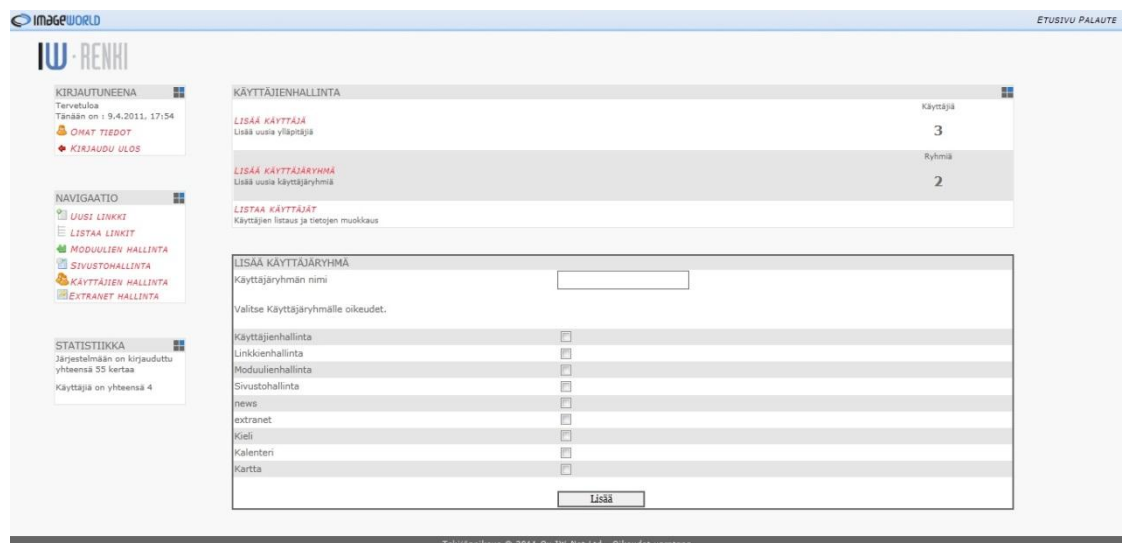 IMAGEWORLD
ETUSIVU PALAUTE
IW·RENKI
KIRJAUTUNEENA
Tervetuloa
Tänään on : 9.4.2011, 17:54
OMAT TIEDOT
KIRJAUDU ULOS
NAVIGAATIO
UUSI LINKKI
LISTAA LINKIT
MODUULIEN HALLINTA
SIVUSTOHALLINTA
KÄYTTÄJIEN HALLINTA
EXTRANET HALLINTA
STATISTIIKKA
Järjestelmään on kirjauduttu
yhteensä 55 kertaa
Käyttäjiä on yhteensä 4
KÄYTTÄJIENHALLINTA
Käyttäjiä
LISÄÄ KÄYTTÄJÄ
Lisää uusia ylläpitäjiä
3
Ryhmiä
LISÄÄ KÄYTTÄJÄRYHMÄ
Lisää uusia käyttäjäryhmiä
2
LISTAA KÄYTTÄJÄT
Käyttäjien listaus ja tietojen muokkaus
LISÄÄ KÄYTTÄJÄRYHMÄ
Käyttäjäryhmän nimi
Valitse Käyttäjäryhmälle oikeudet.
Käyttäjienhallinta
Linkkienhallinta
Moduulienhallinta
Sivustohallinta
news
extranet
Kieli
Kalenteri
Kartta
Lisää